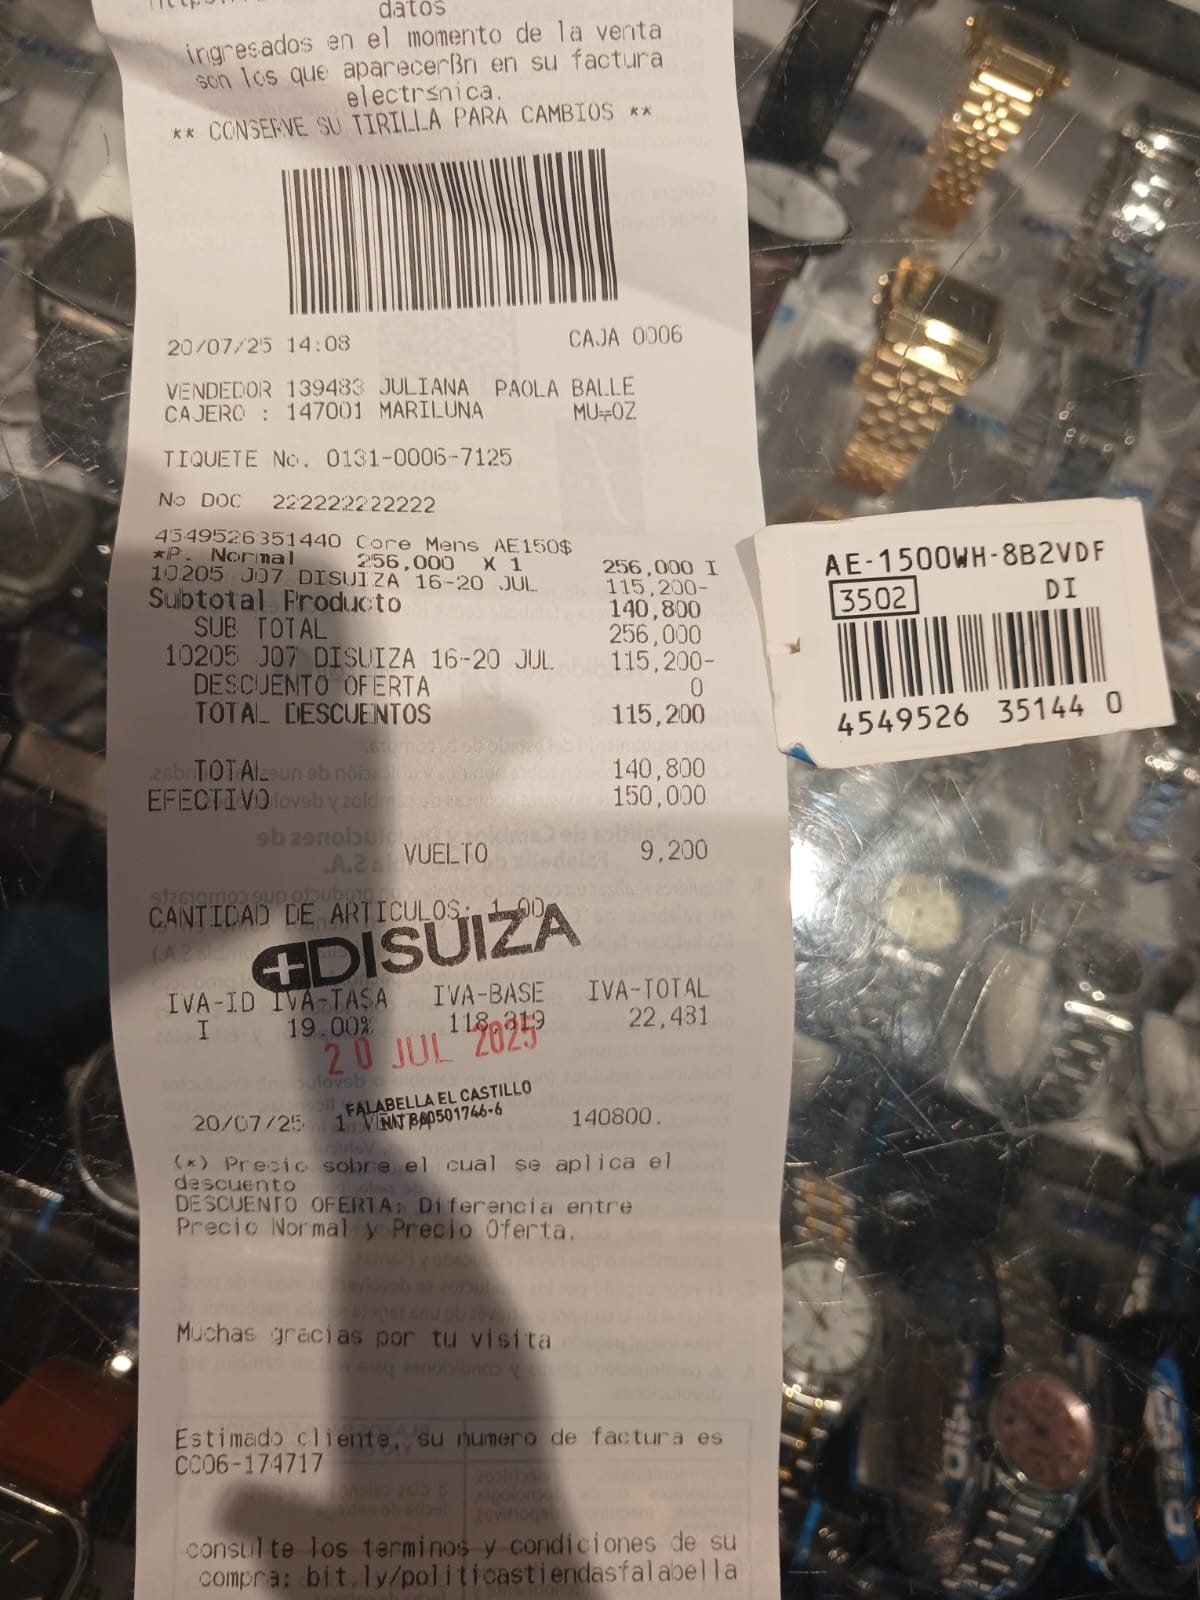 datos
ingresados en el momento de la venta
son los que aparecerßn en su factura
electr≤nica.
** CONSERVE SU TIRILLA PARA CAMBIOS **
20/07/25 14:08 CAJA 0006
VENDEDOR 139483 JULIANA PAOLA BALLE
CAJERO : 147001 MARILUNA MU╤OZ
TIQUETE No. 0131-0006-7125
No DOC 222222222222
4549526351440 Core Mens AE150$
*P. Normal 256,000 X 1 256,000 I
10205 J07 DISUIZA 16-20 JUL 115,200-
Subtotal Producto 140,800
SUB TOTAL 256,000
10205 J07 DISUIZA 16-20 JUL 115,200-
DESCUENTO OFERTA 0
TOTAL DESCUENTOS 115,200
TOTAL 140,800
EFECTIVO 150,000
VUELTO 9,200
CANTIDAD DE ARTICULOS: 1.00
DISUIZA
IVA-ID IVA-TASA IVA-BASE IVA-TOTAL
I 19.00% 118,319 22,481
20 JUL 2025
FALABELLA EL CASTILLO
NIT 860501746-6
20/07/25 1 140800.
(*) Precio sobre el cual se aplica el
descuento
DESCUENTO OFERTA: Diferencia entre
Precio Normal y Precio Oferta.
Muchas gracias por tu visita
Estimado cliente, su numero de factura es
CC06-174717
consulte los terminos y condiciones de su
compra: bit.ly/politicastiendasfalabella
AE-1500WH-8B2VDF
3502 DI
4549526 35144 0